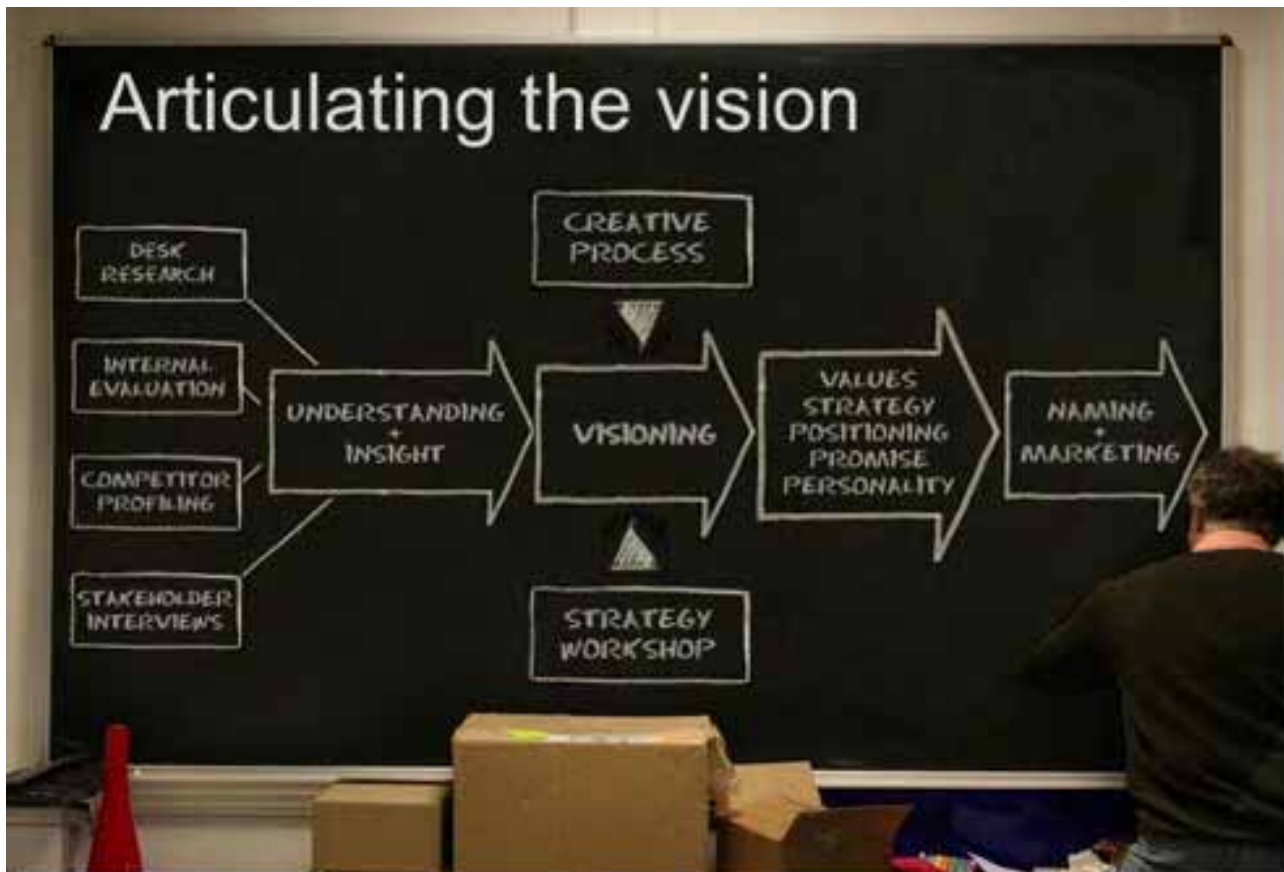 Articulating the vision
DESK
RESEARCH
INTERNAL
EVALUATION
COMPETITOR
PROFILING
STAKEHOLDER
INTERVIEWS
UNDERSTANDING
+
INSIGHT
CREATIVE
PROCESS
VISIONING
STRATEGY
WORKSHOP
VALUES
STRATEGY
POSITIONING
PROMISE
PERSONALITY
NAMING
+
MARKETING